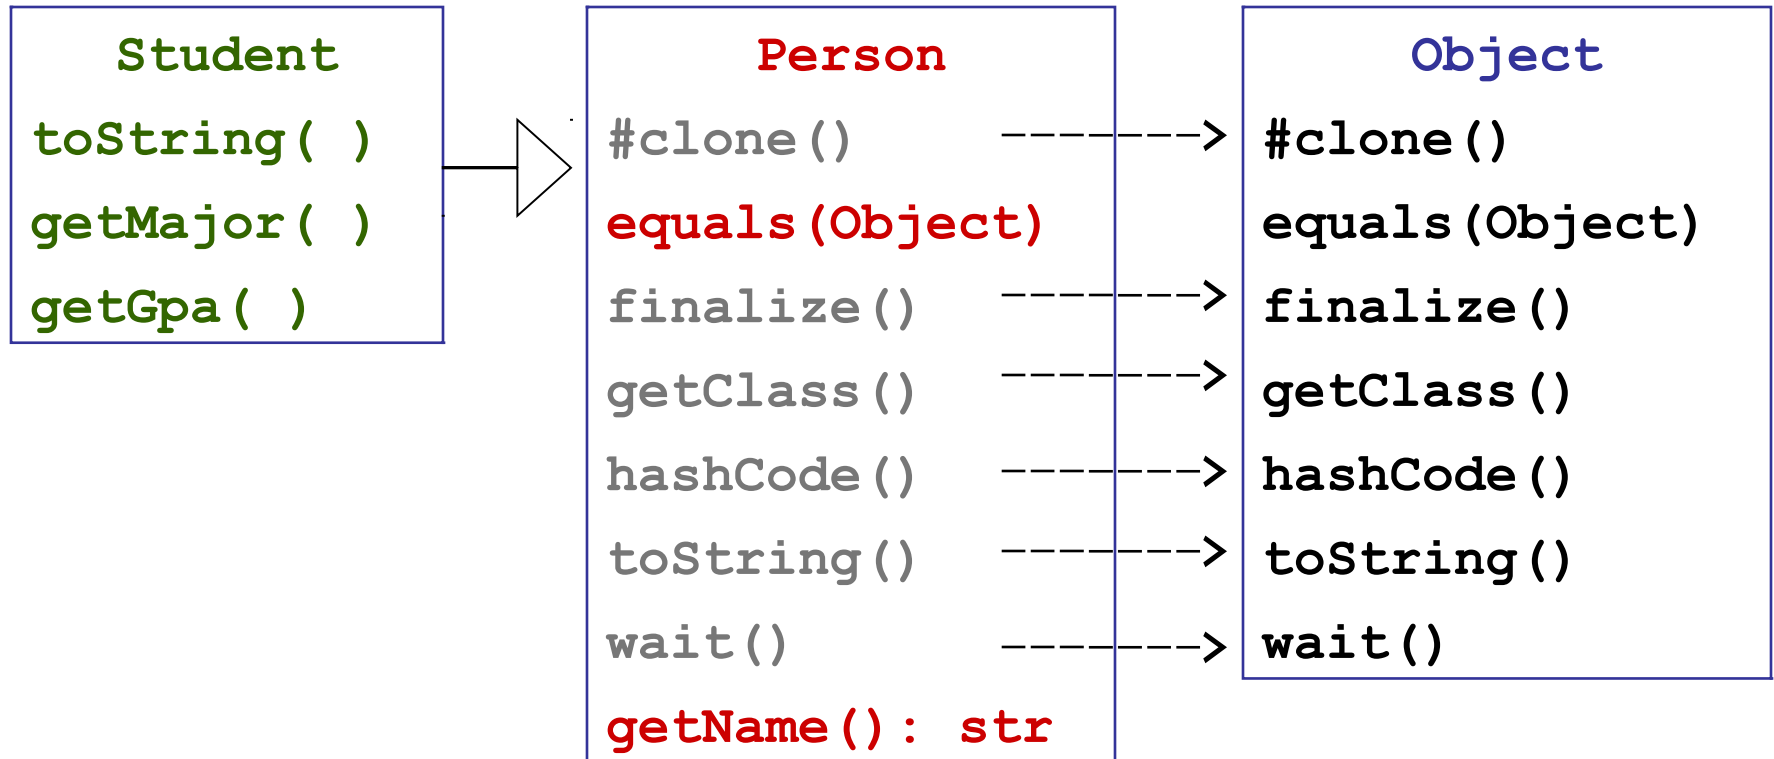 Student
toString( )
getMajor( )
getGpa( )
Person
#clone()
equals(Object)
finalize()
getClass()
hashCode()
toString()
wait()
getName(): str
Object
#clone()
equals(Object)
finalize()
getClass()
hashCode()
toString()
wait()